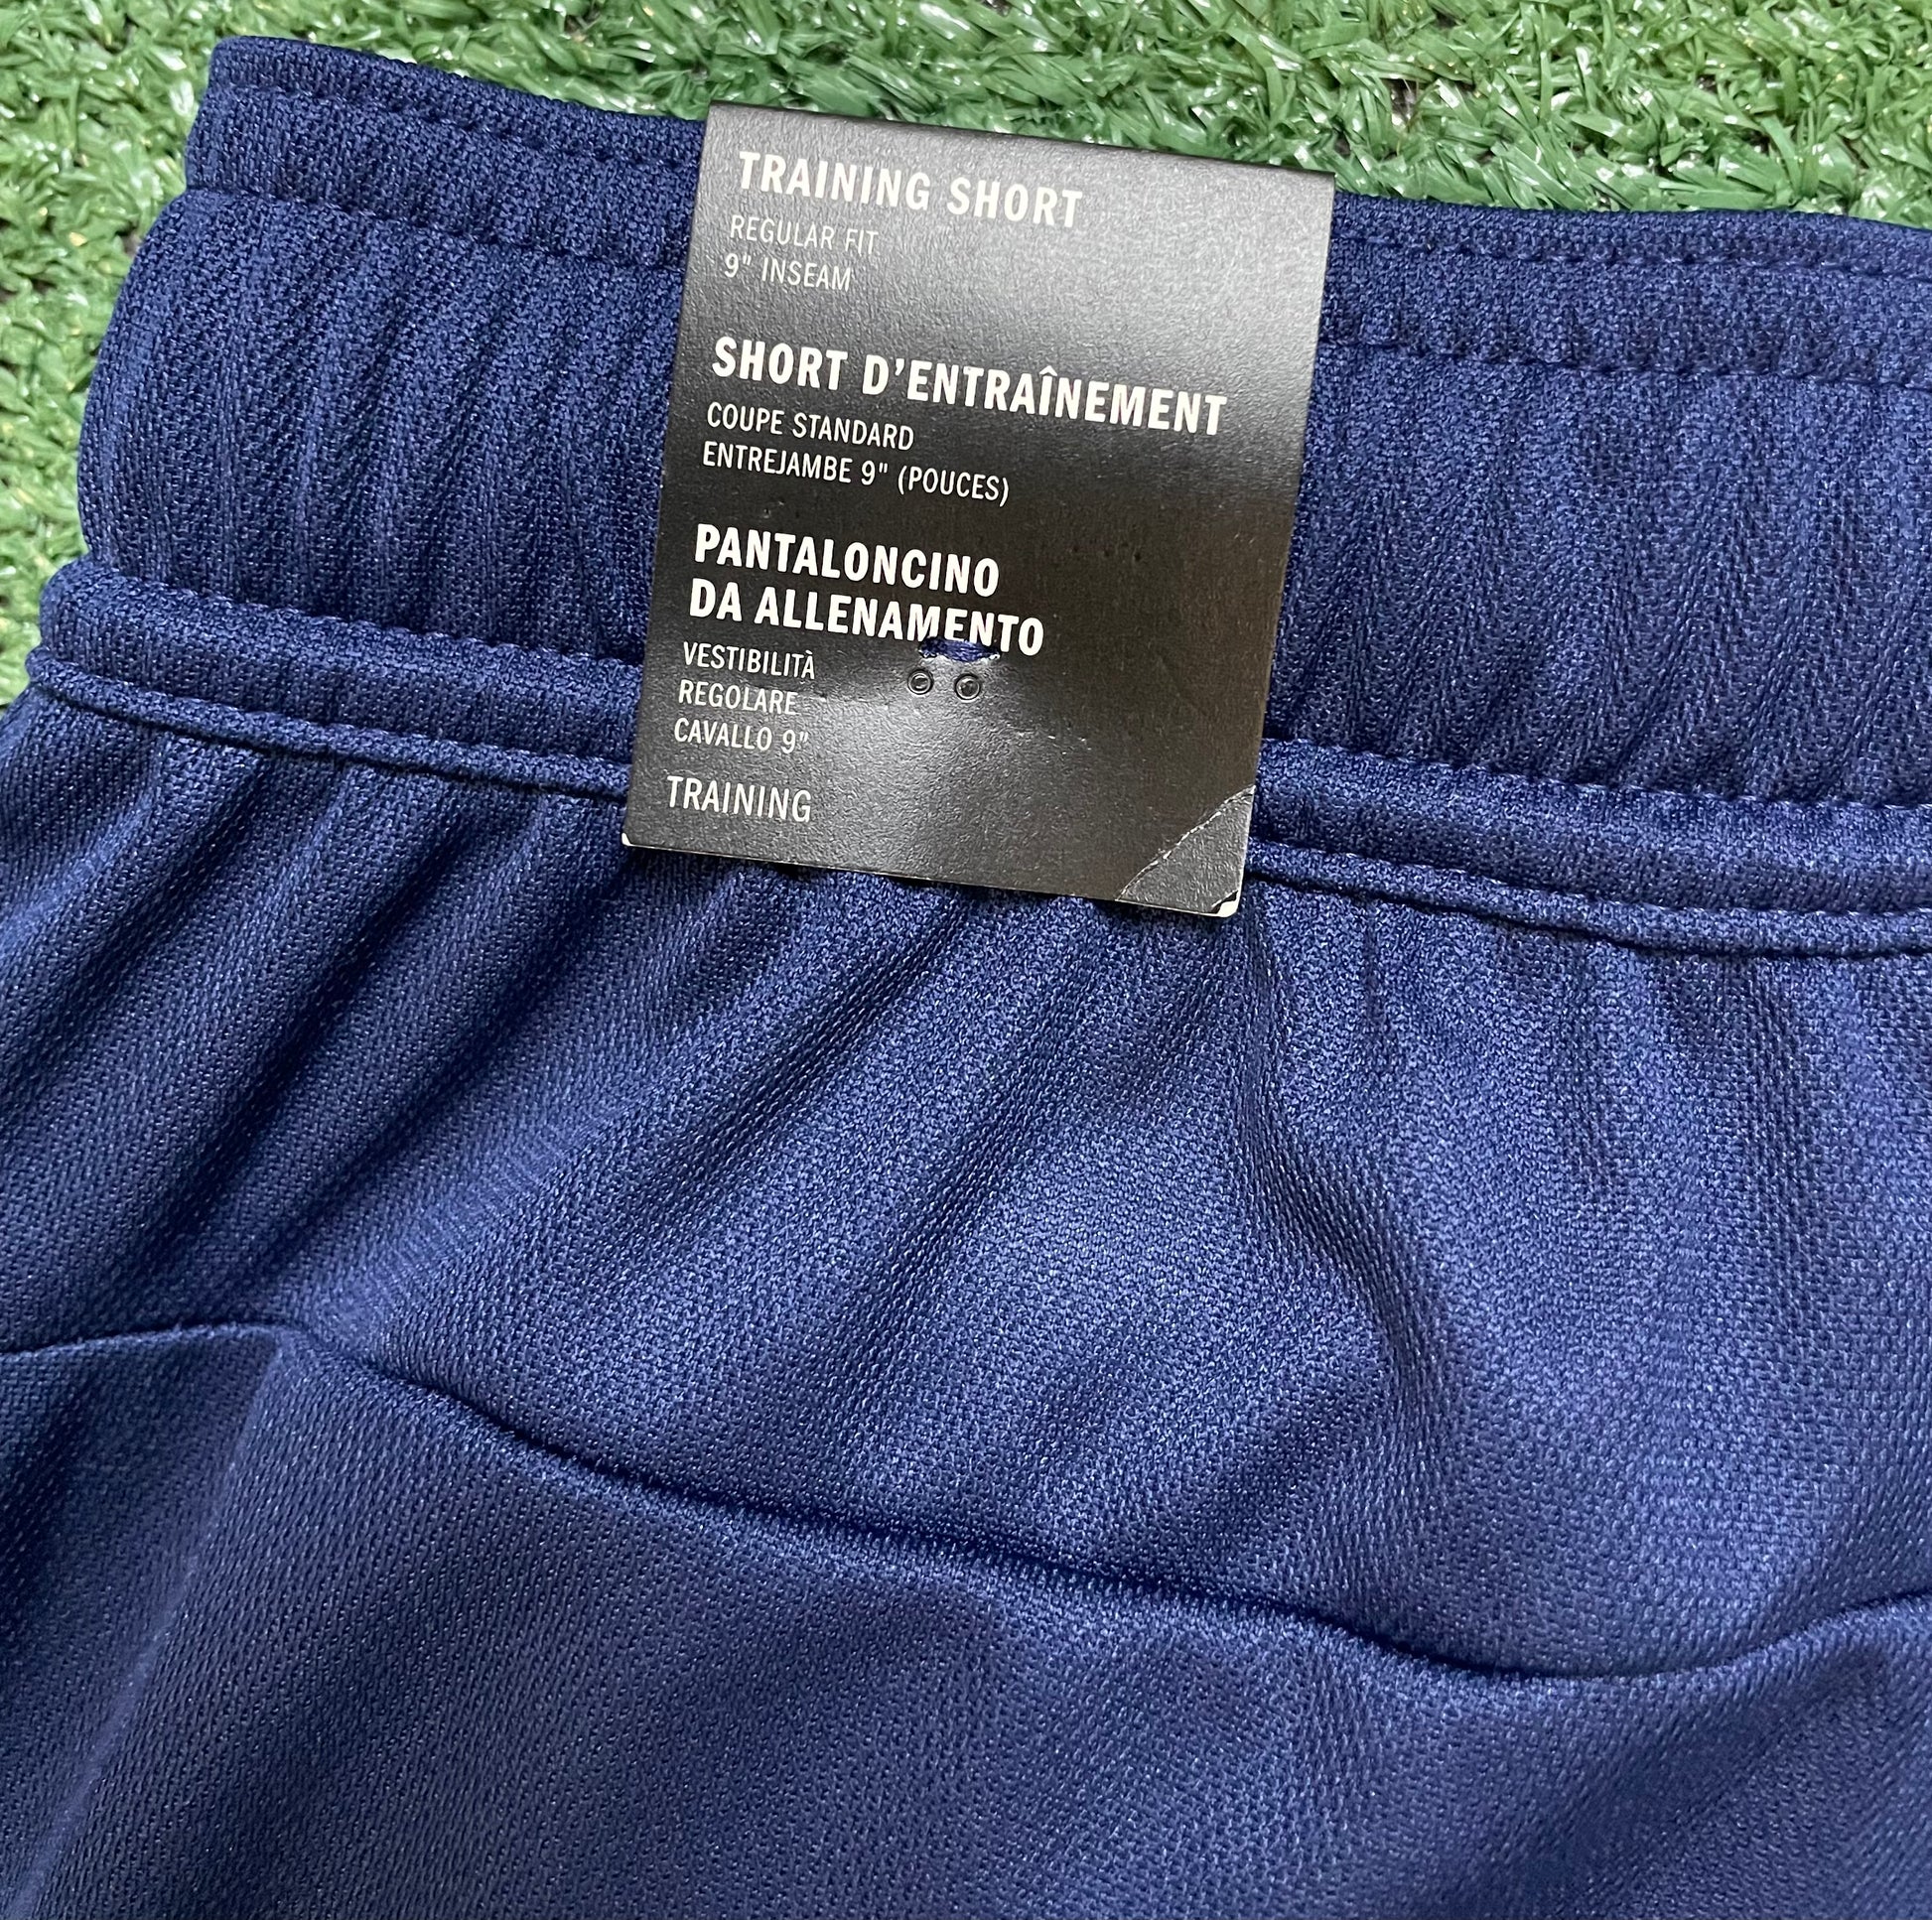 TRAINING SHORT
REGULAR FIT
9" INSEAM
SHORT D'ENTRAÎNEMENT
COUPE STANDARD
ENTREJAMBE 9" (POUCES)
PANTALONCINO
DA ALLENAMENTO
VESTIBILITÀ
REGOLARE
CAVALLO 9"
TRAINING